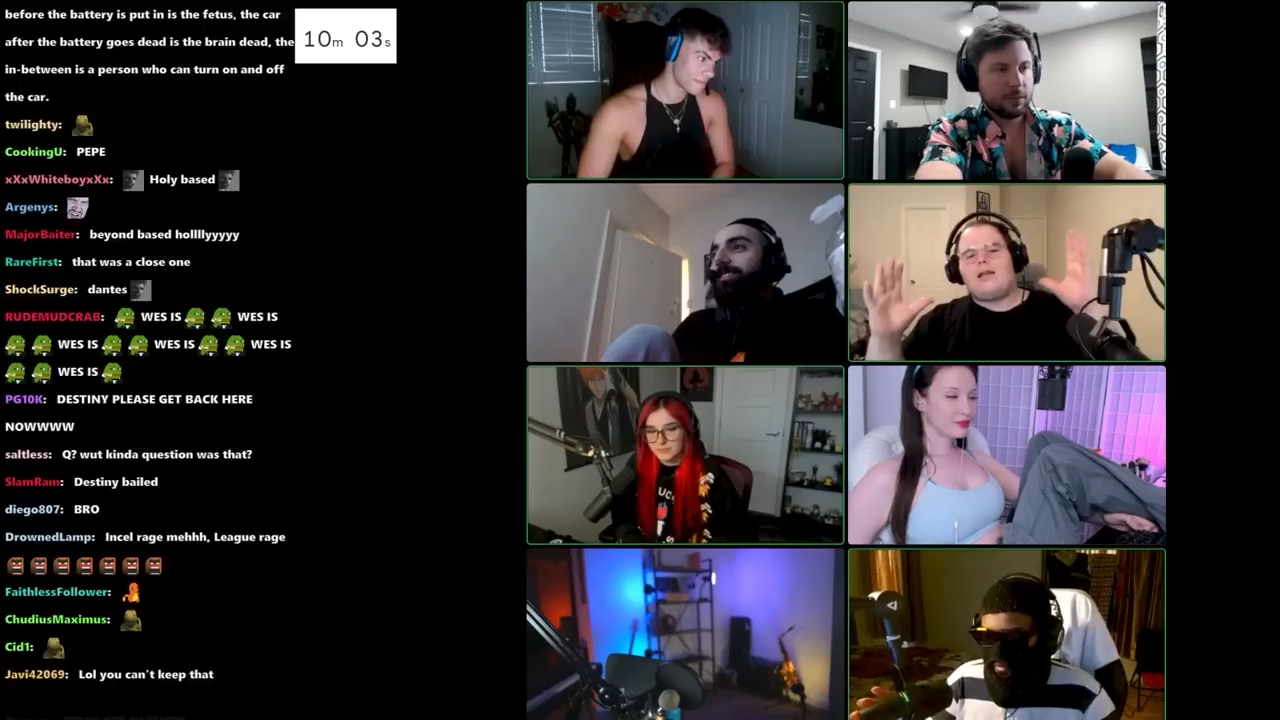 before the battery is put in is the fetus, the car
after the battery goes dead is the brain dead, the
in-between is a person who can turn on and off
the car.
10m 03s
twilighty:
CookingU: PEPE
xXxWhiteboyxXx: Holy based
Argenys:
MajorBaiter: beyond based hollllyyyyy
RareFirst: that was a close one
ShockSurge: dantes
RUDEMUDCRAB: WES IS WES IS
WES IS WES IS WES IS
WES IS
PG10K: DESTINY PLEASE GET BACK HERE
NOWWWW
saltless: Q? wut kinda question was that?
SlamRam: Destiny bailed
diego807: BRO
DrownedLamp: Incel rage mehhh, League rage
FaithlessFollower:
ChudiusMaximus:
Cid1:
Javi42069: Lol you can't keep that